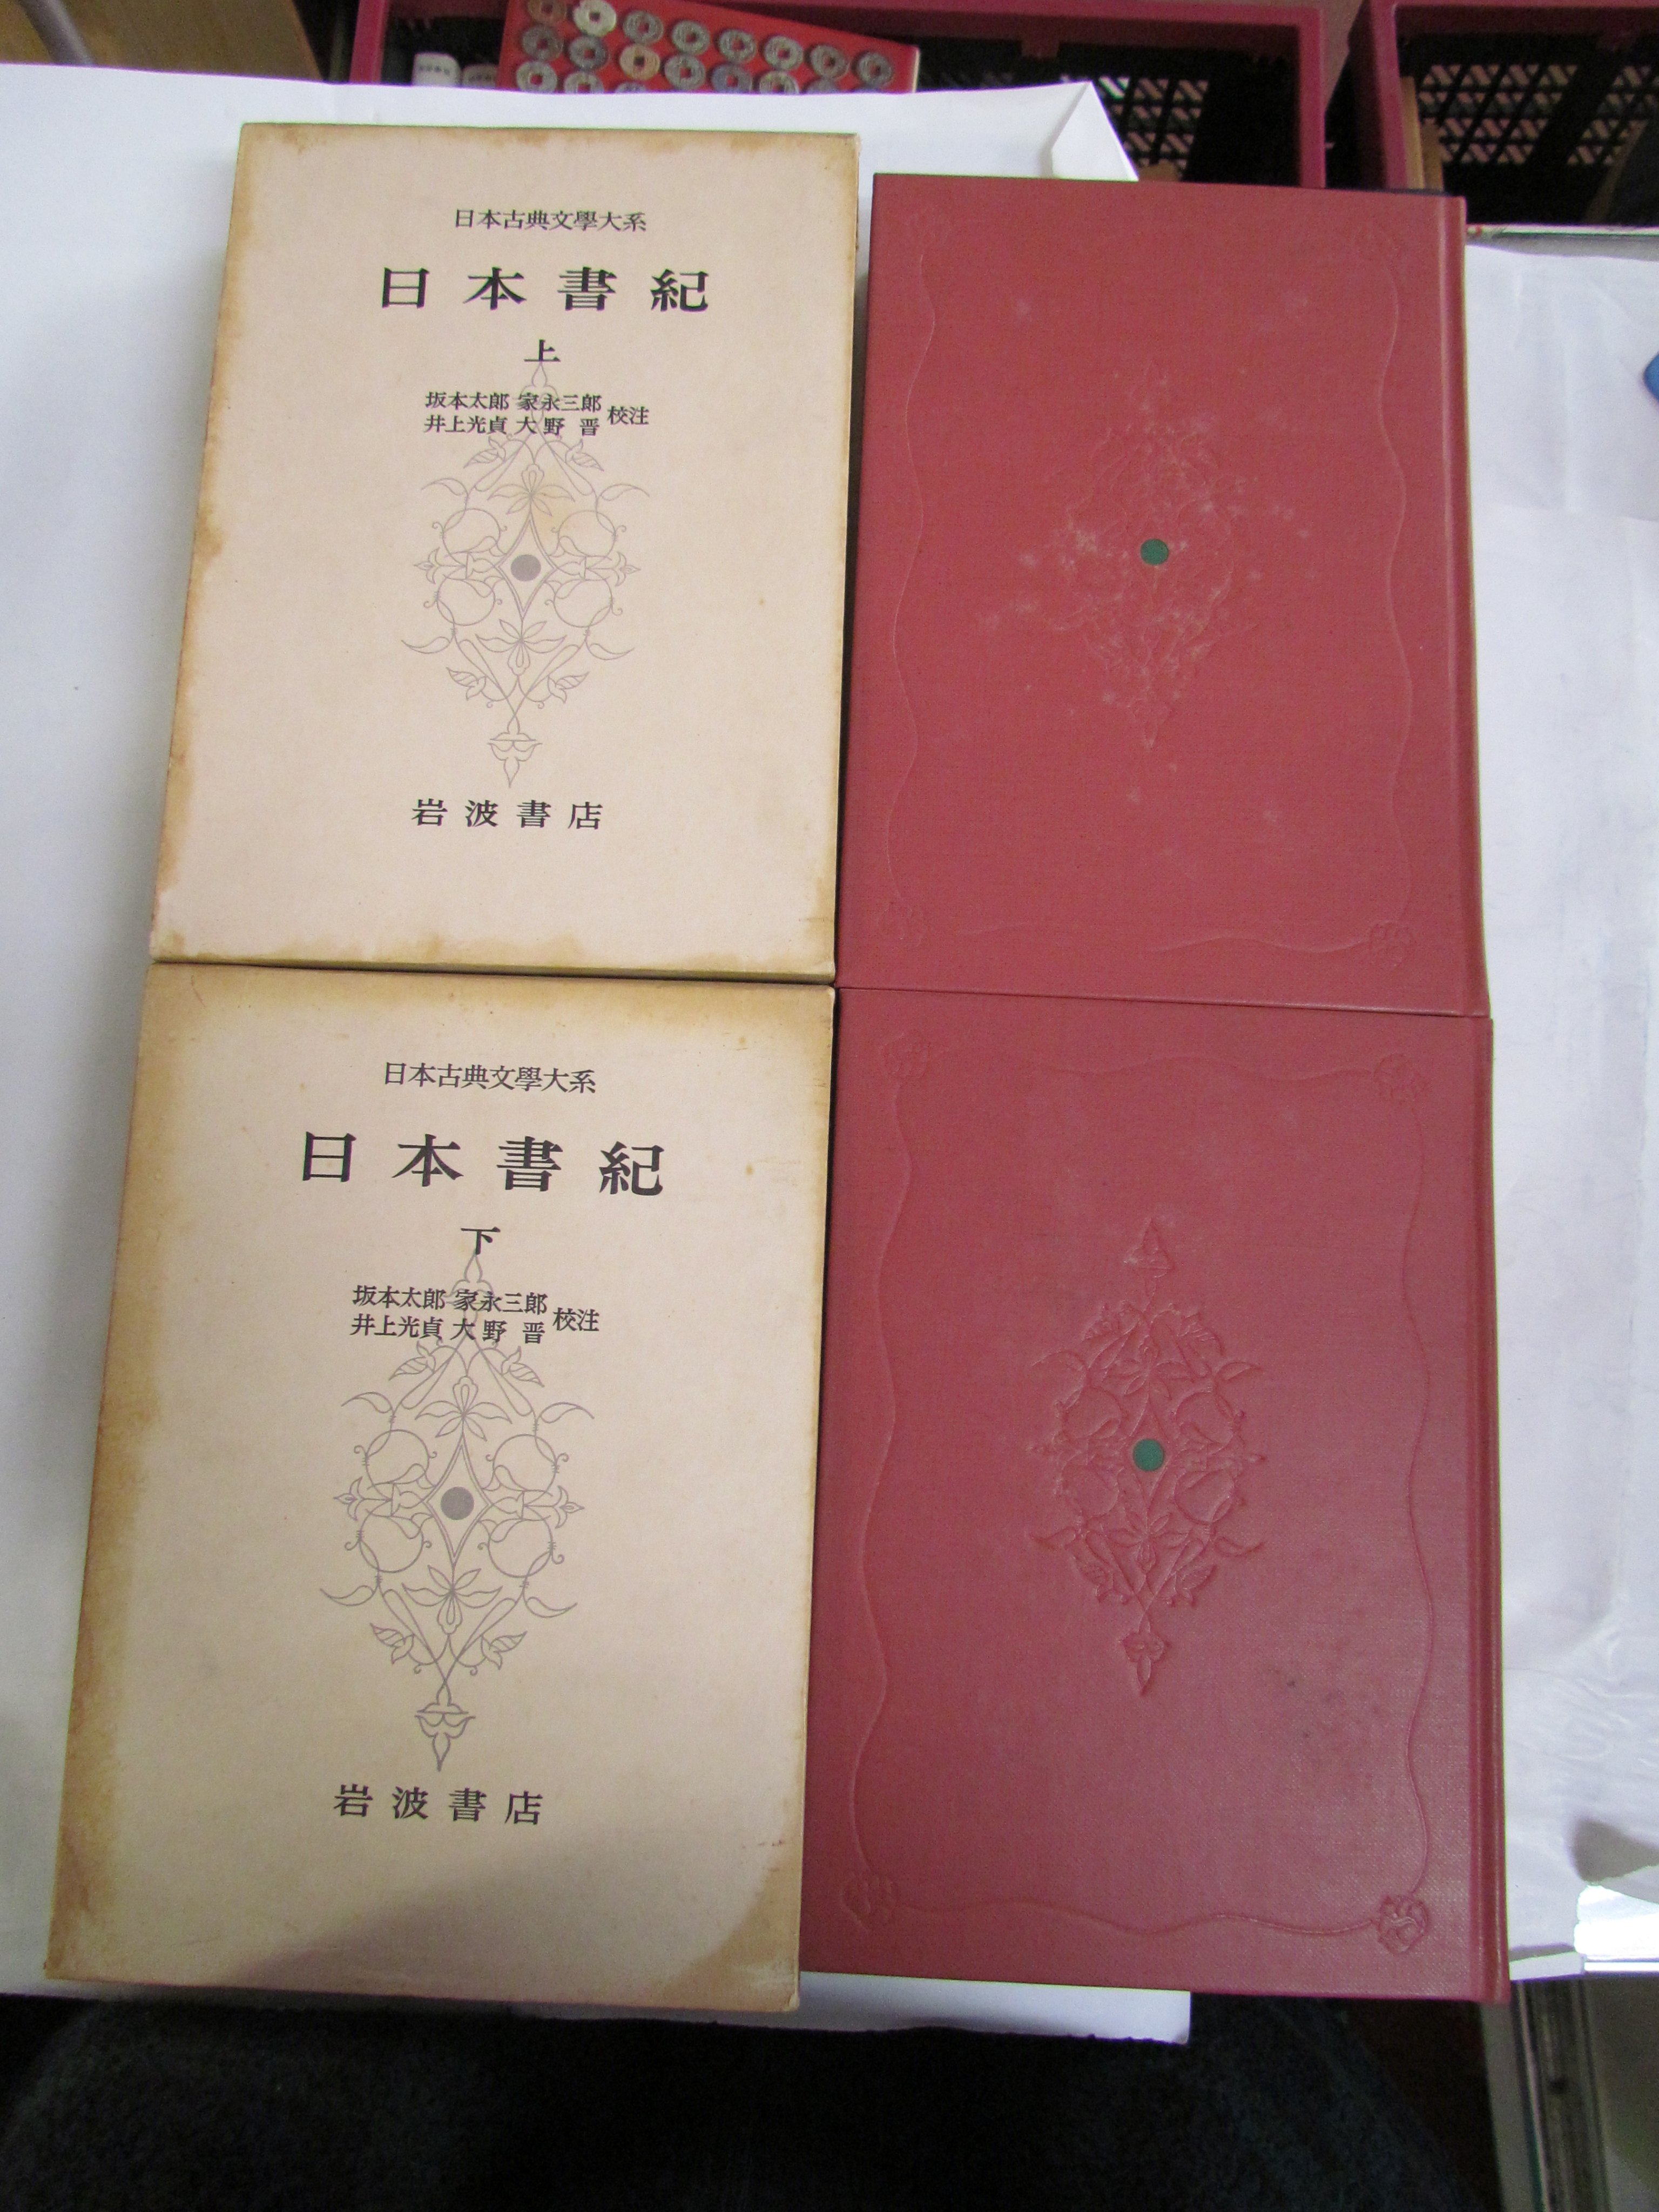 日本古典文學大系
日本書紀
上
坂本太郎 家永三郎
井上光貞 大野 晋 校注
岩波書店
日本古典文學大系
日本書紀
下
坂本太郎 家永三郎
井上光貞 大野 晋 校注
岩波書店